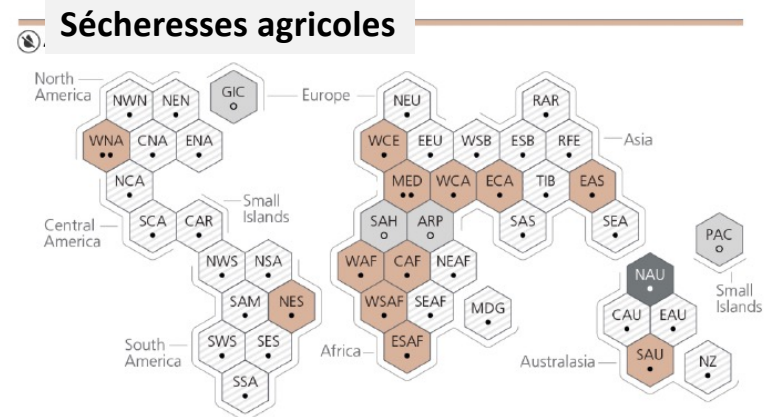 Sécheresses agricoles
North
America
NWN
NEN
GIC
Europe
NEU
RAR
WNA
CNA
ENA
WCE
EEU
WSB
ESB
RFE
Asia
NCA
MED
WCA
ECA
TIB
EAS
Small
Islands
Central
America
SCA
CAR
SAH
ARP
SAS
SEA
PAC
NWS
NSA
WAF
CAF
NEAF
NAU
Small
Islands
SAM
NES
WSAF
SEAF
MDG
CAU
EAU
South
America
SWS
SES
Africa
ESAF
Australasia
SAU
NZ
SSA